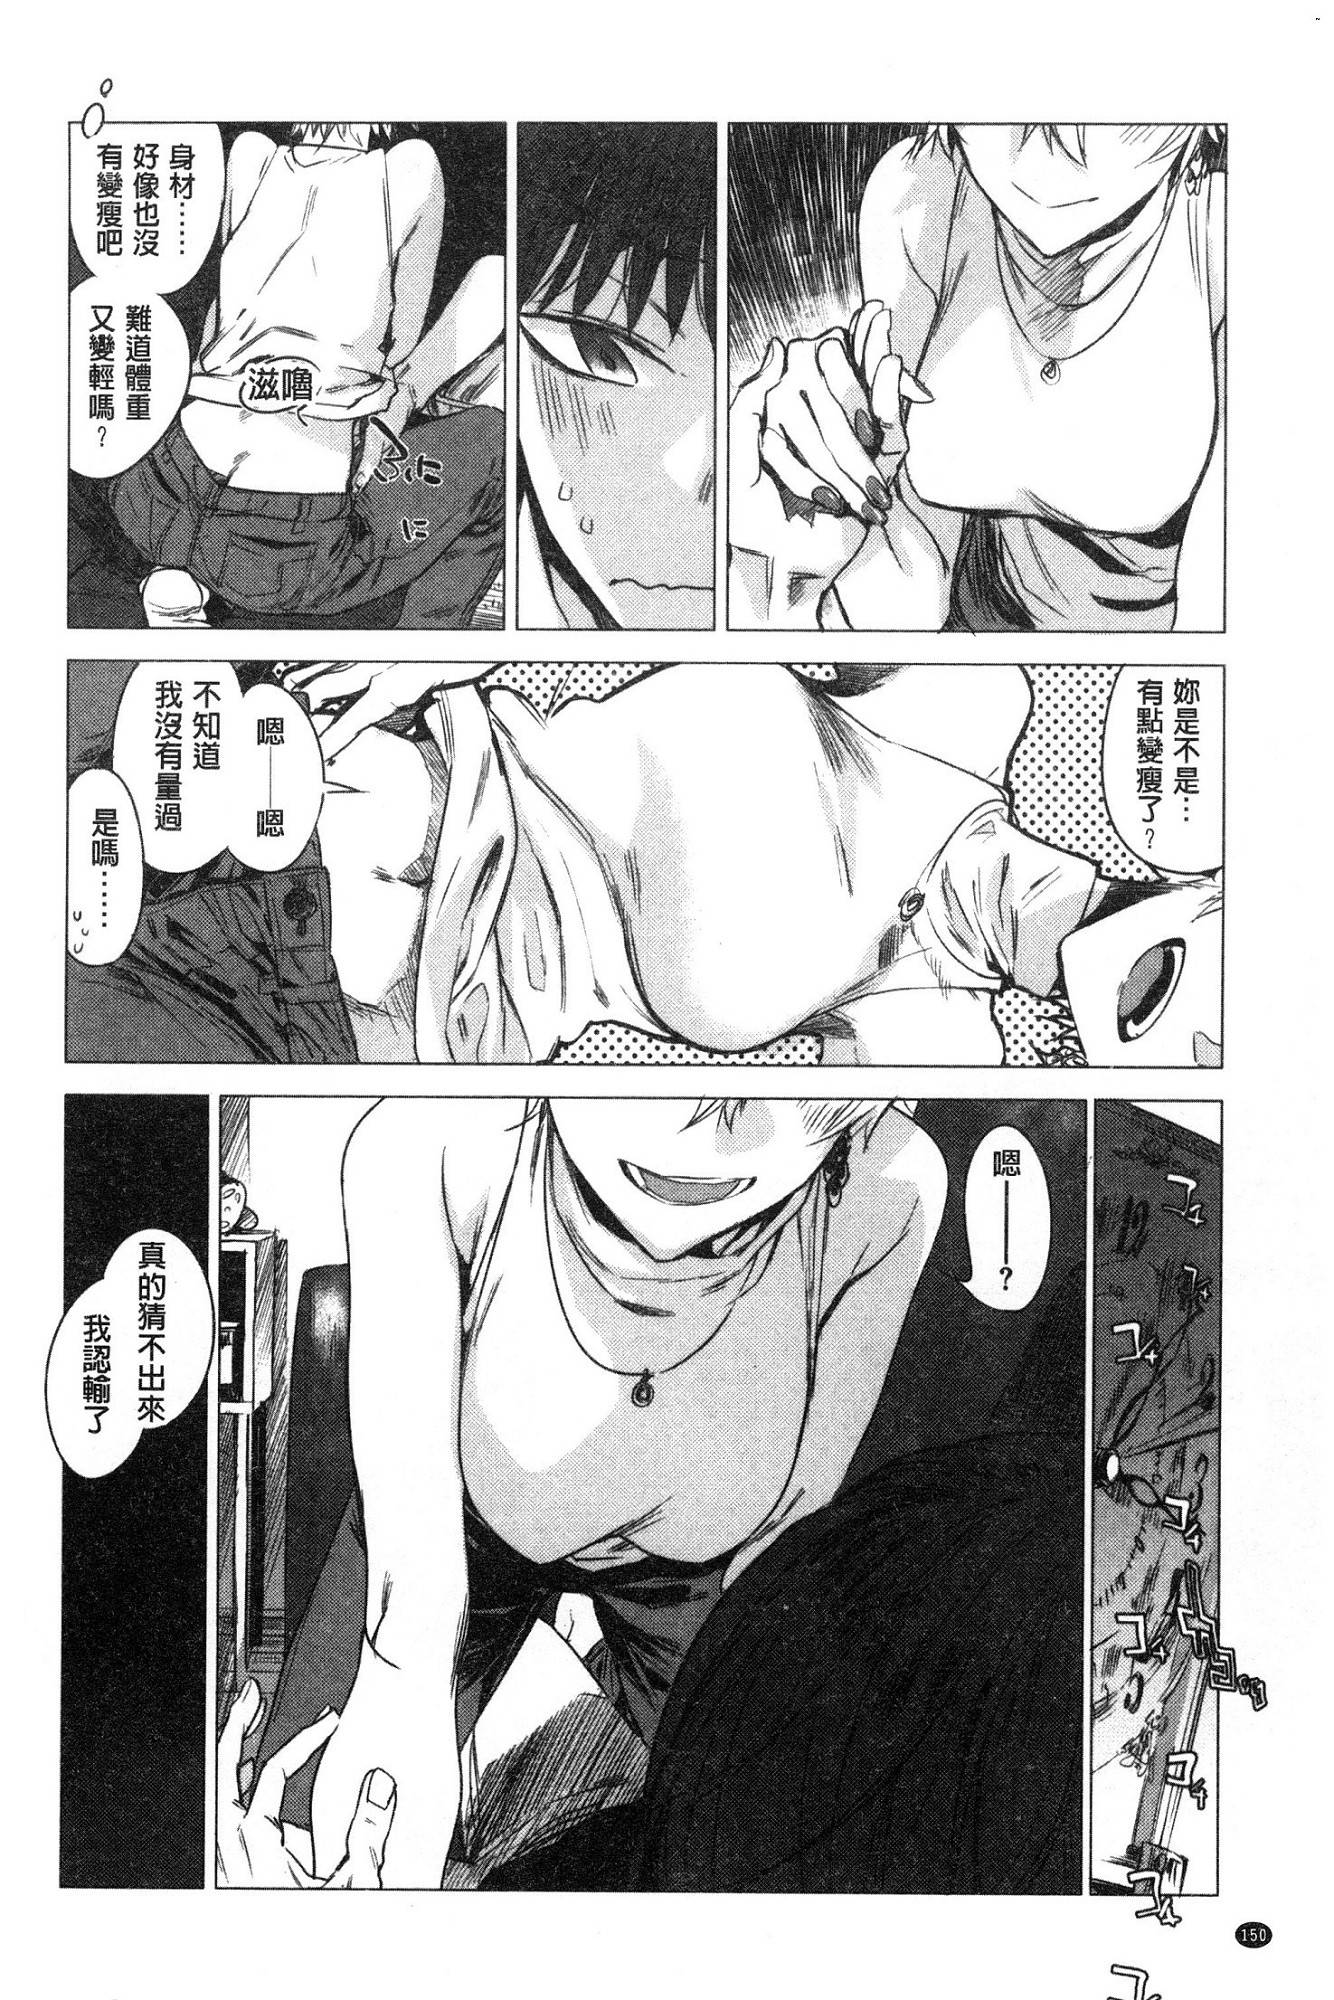 身材……
好像也沒
有變瘦吧
難道體重
又變輕嗎？
滋嚕
ふに
に
妳是不是…
有點變瘦了？
嗯——嗯
不知道
我沒有量過
是嗎……
嗯——？
真的猜不出來
我認輸了
150